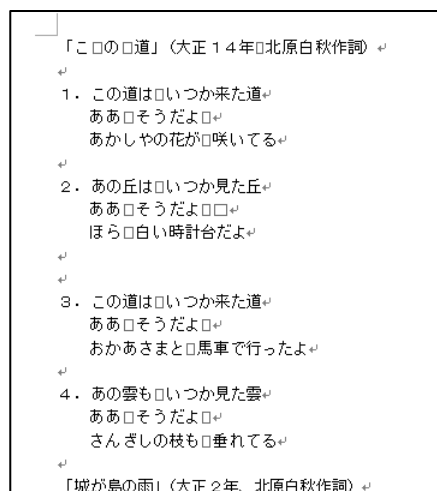 「こ□の□道」（大正１４年□北原白秋作詞）
１．この道は□いつか来た道
ああ□そうだよ□
あかしやの花が□咲いてる
２．あの丘は□いつか見た丘
ああ□そうだよ□□
ほら□白い時計台だよ
３．この道は□いつか来た道
ああ□そうだよ□
おかあさまと□馬車で行ったよ
４．あの雲も□いつか見た雲
ああ□そうだよ□
さんざしの枝も□垂れてる
「城が島の雨」（大正２年、北原白秋作詞）